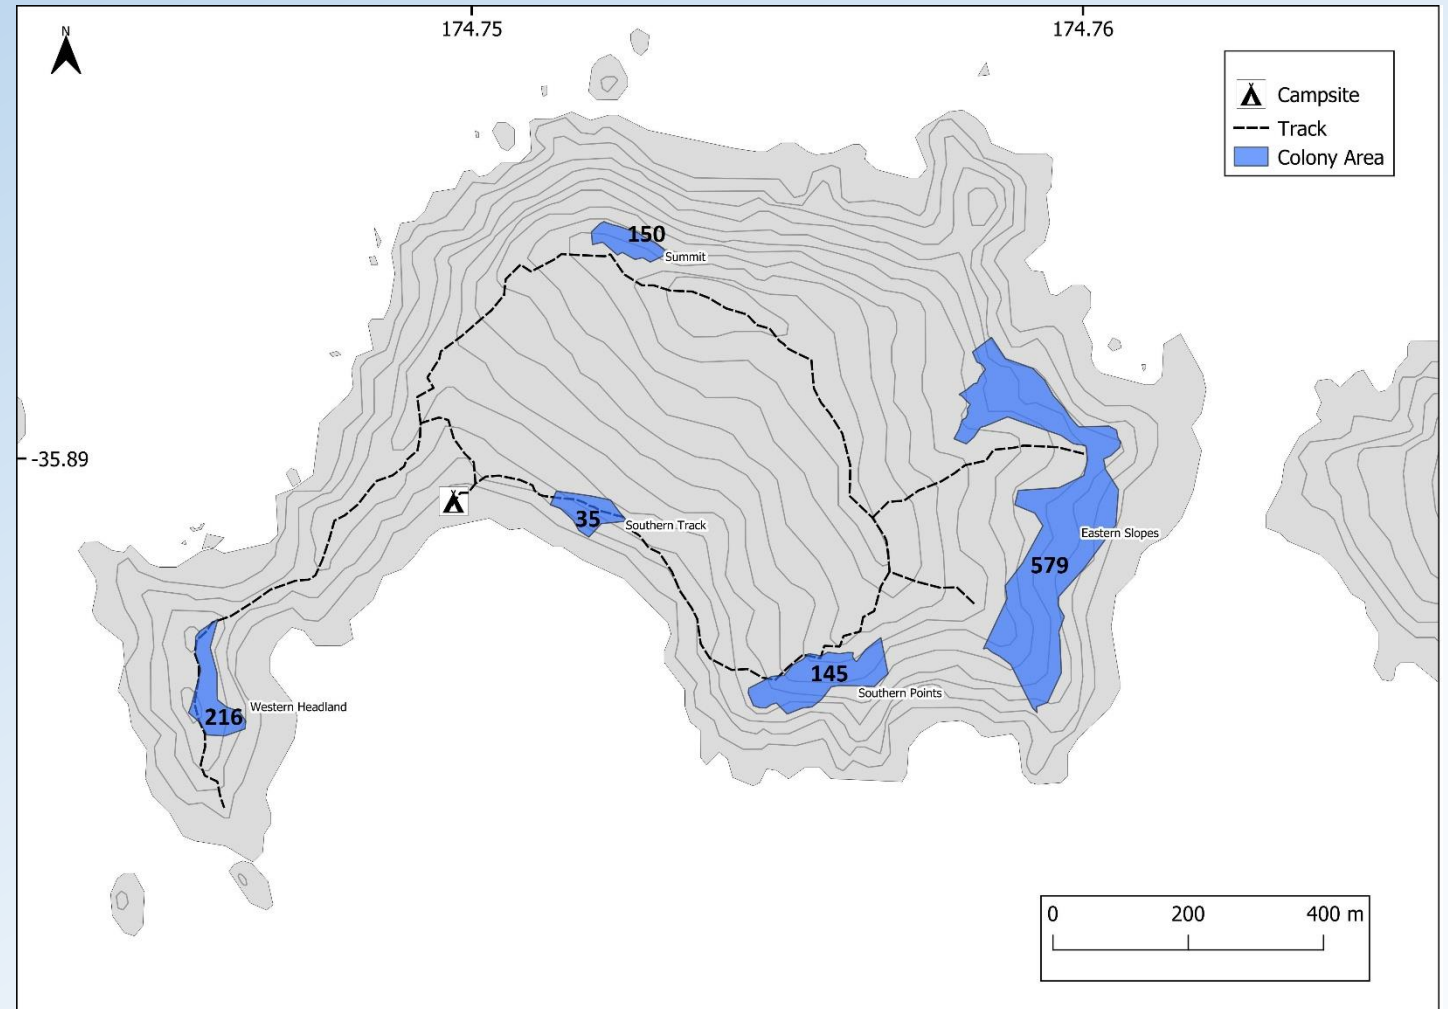 174.75
174.76
N
Campsite
Track
Colony Area
150
Summit
-35.89
35
Southern Track
Eastern Slopes
579
145
Southern Points
Western Headland
216
0 200 400 m